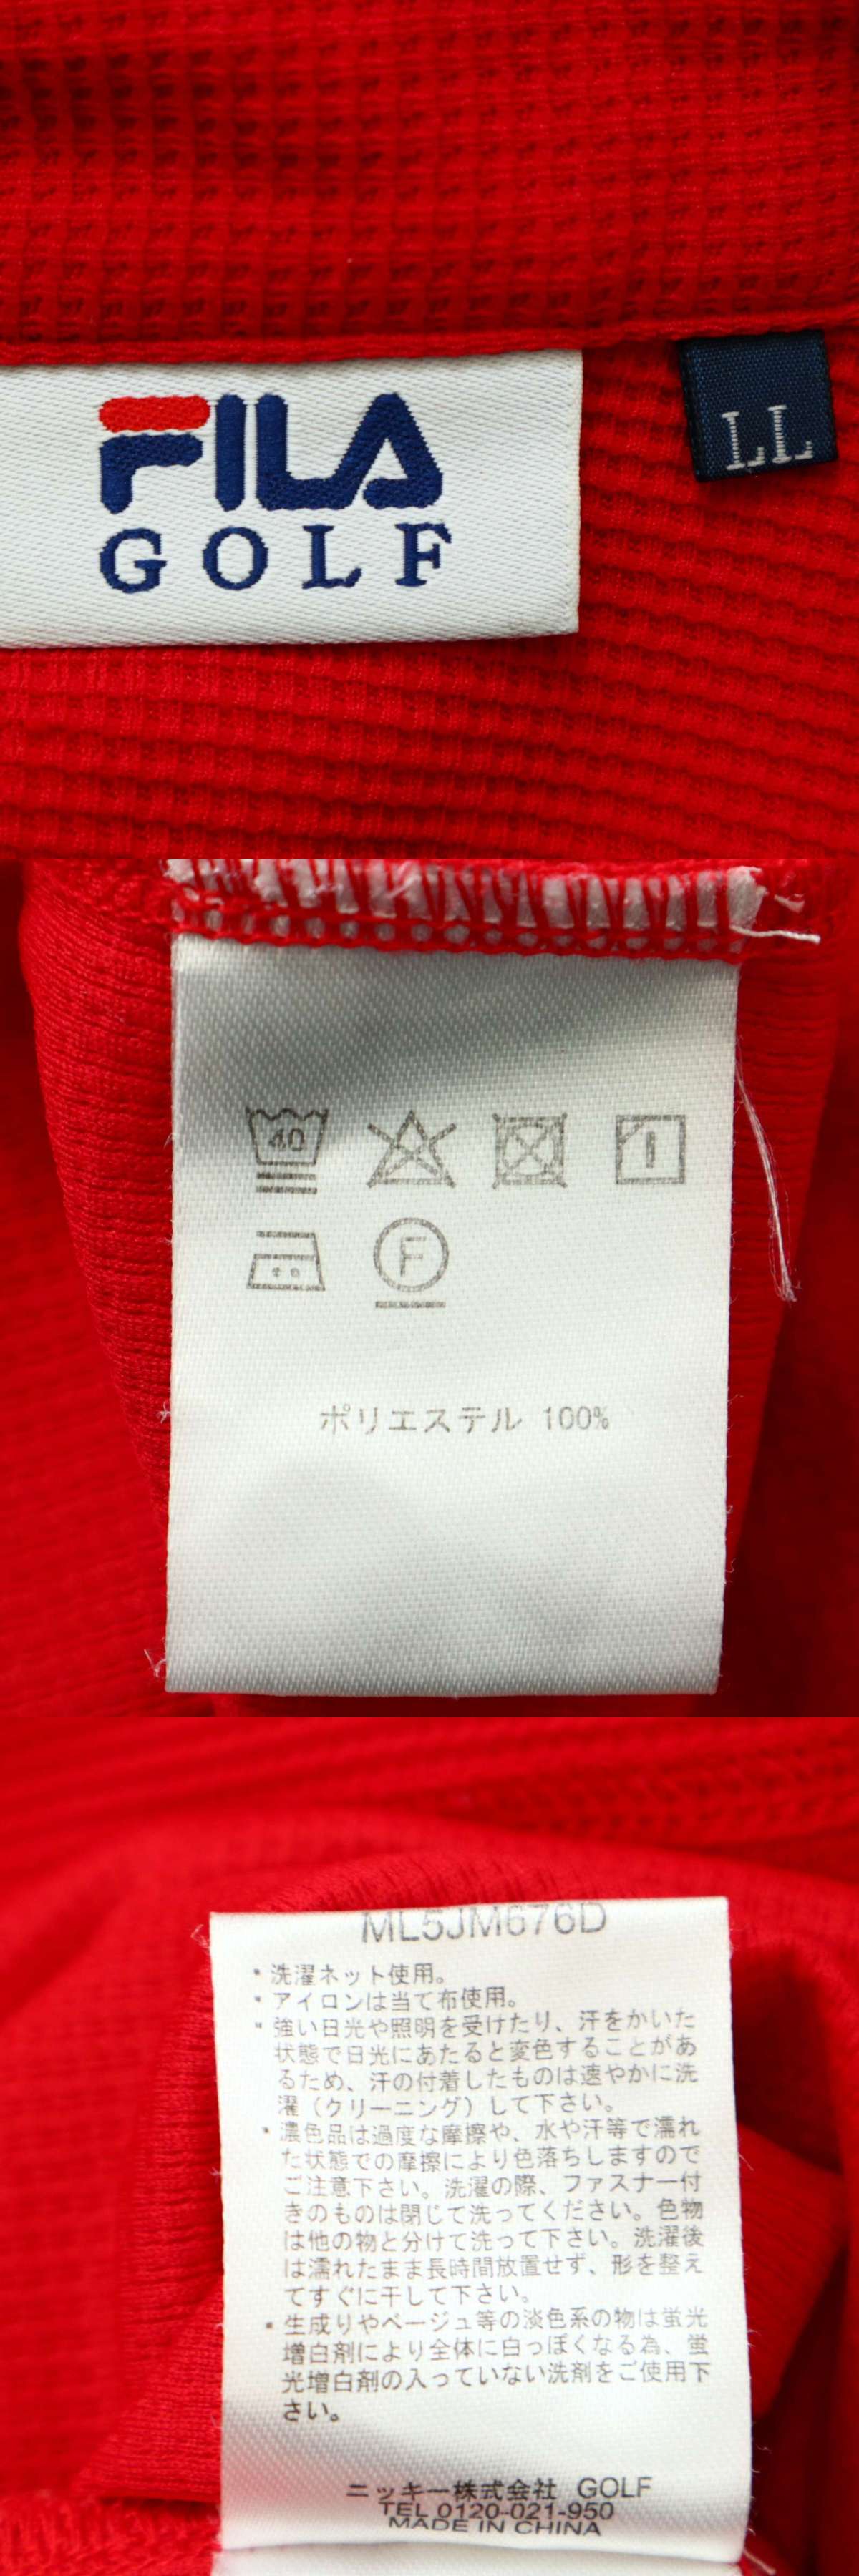 FILA
GOLF
LL
40
F
ポリエステル 100%
ML5JM676D
*洗濯ネット使用。
*アイロンは当て布使用。
*強い日光や照明を受けたり、汗をかいた
状態で日光にあたると変色することがあ
るため、汗の付着したものは速やかに洗
濯(クリーニング)して下さい。
*濃色品は過度な摩擦や、水や汗等で濡れ
た状態での摩擦により色落ちしますので
ご注意下さい。洗濯の際、ファスナー付
きのものは閉じて洗ってください。色物
は他の物と分けて洗って下さい。洗濯後
は濡れたまま長時間放置せず、形を整え
てすぐに干して下さい。
*生成りやベージュ等の淡色系の物は蛍光
増白剤により全体に白っぽくなる為、蛍
光増白剤の入っていない洗剤をご使用下
さい。
ニッキー株式会社 GOLF
TEL 0120-021-950
MADE IN CHINA